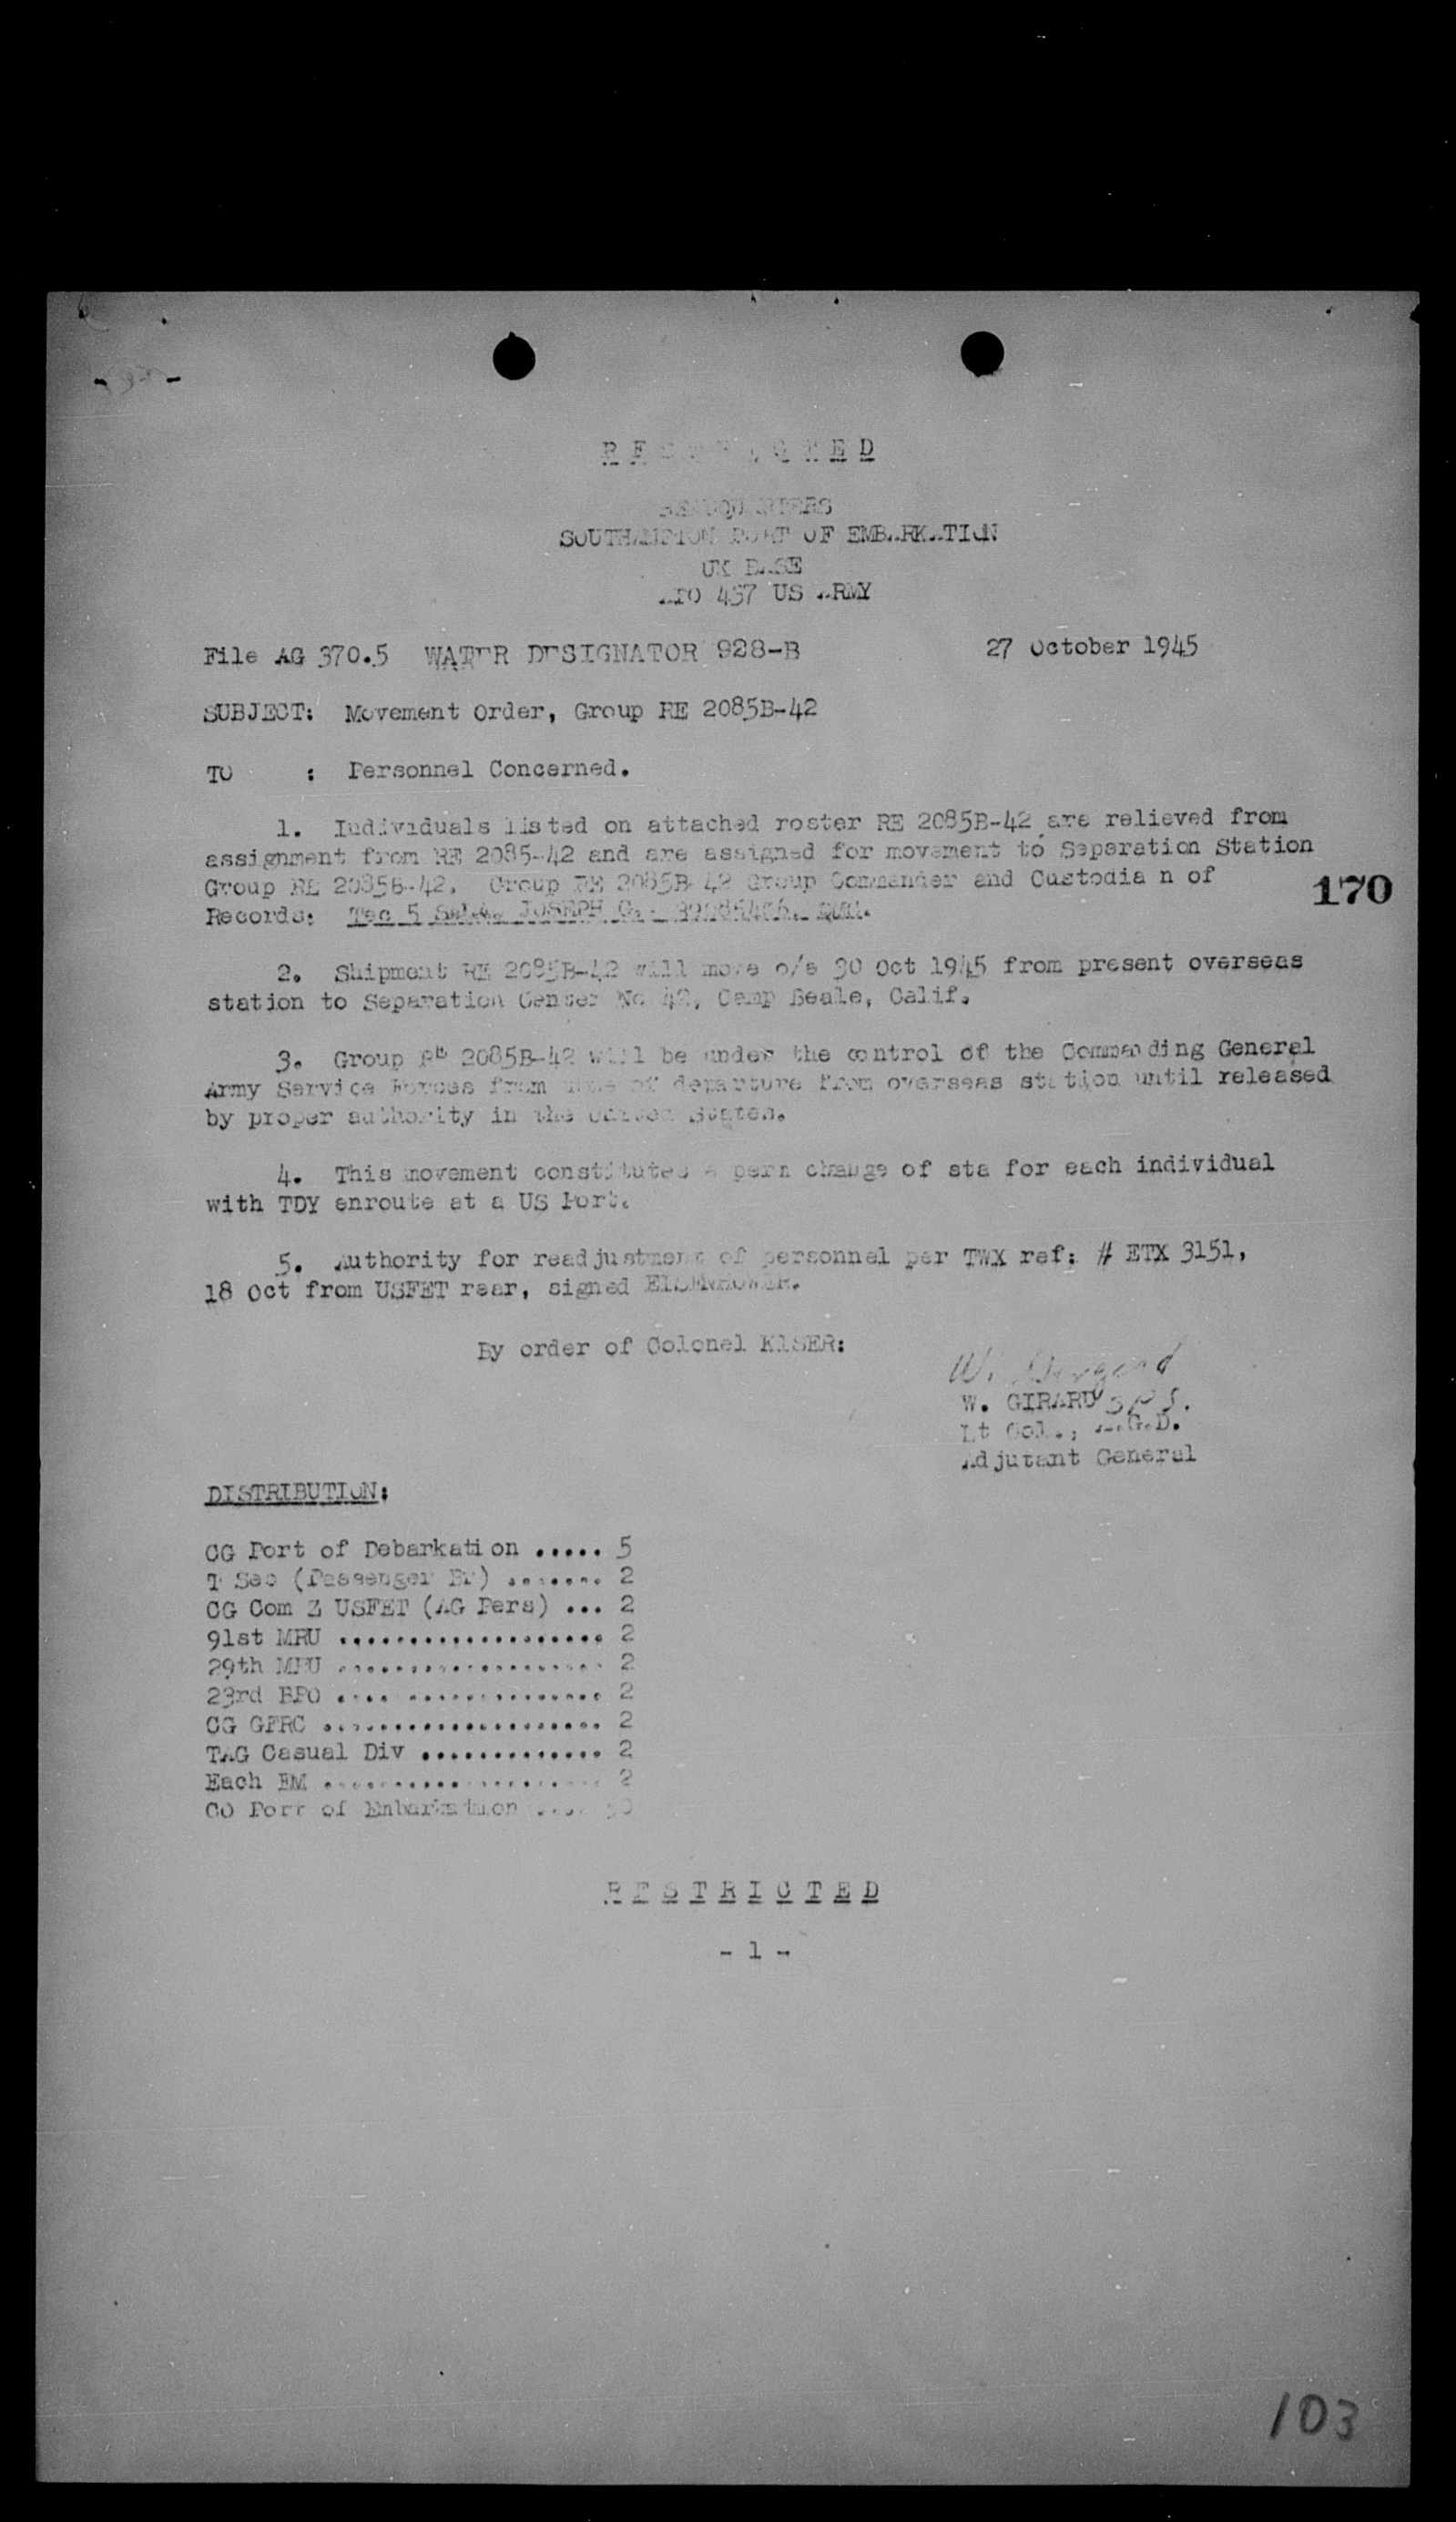 RESTRICTED
HEADQUARTERS
SOUTHAMPTON PORT OF EMBARKATION
UK BASE
APO 437 US ARMY
File AG 370.5 WATER DESIGNATOR 928-B 27 October 1945
SUBJECT: Movement Order, Group RE 2085B-42
TO : Personnel Concerned.
1. Individuals listed on attached roster RE 2085B-42 are relieved from
assignment from RE 2085-42 and are assigned for movement to Separation Station
Group RE 2085B-42. Group RE 2085B-42 Group Commander and Custodia n of
170
Records: Tec 5 JOSEPH
2. Shipment RE 2085B-42 will move o/a 30 Oct 1945 from present overseas
station to Separation Center No 42, Camp Beale, Calif.
3. Group RE 2085B-42 will be under the control of the Commanding General
Army Service Forces from time of departure from overseas station until released
by proper authority in the United States.
4. This movement constitutes a perm change of sta for each individual
with TDY enroute at a US Port.
5. Authority for readjustment of personnel per TWX ref: # ETX 3151,
18 Oct from USFET rear, signed EISENHOWER.
By order of Colonel KISER:
W.
W. GIRARD
Lt Col., A.G.D.
Adjutant General
DISTRIBUTION:
CG Port of Debarkati on ..... 5
T Sec (Passenger Br) ....... 2
CG Com Z USFET (AG Pers) ... 2
91st MRU ................... 2
29th MRU ................... 2
23rd BPO ................... 2
CG GFRC .................... 2
TAG Casual Div ............. 2
Each EM .................... 2
CO Port of Embarkation ....
RESTRICTED
- 1 -
103